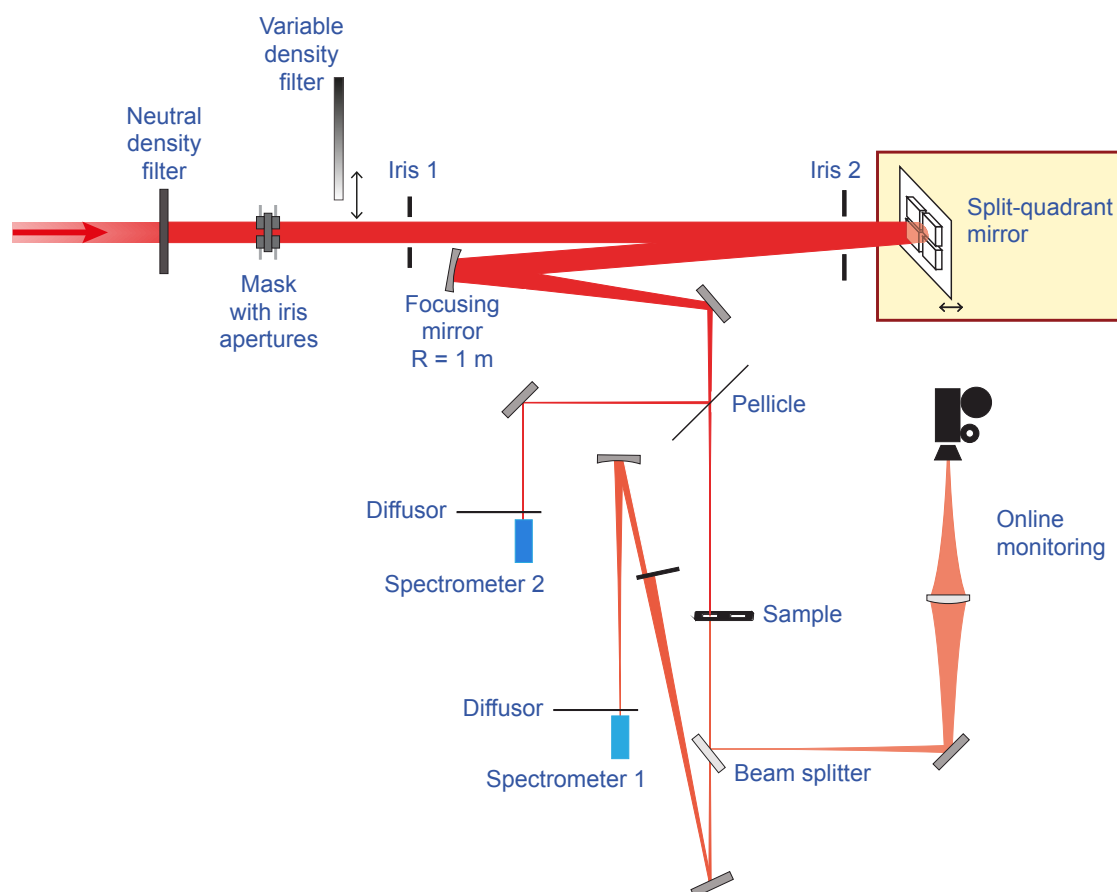 Variable
density
filter
Neutral
density
filter
Iris 1
Iris 2
Split-quadrant
mirror
Mask
with iris
apertures
Focusing
mirror
R = 1 m
Pellicle
Diffusor
Spectrometer 2
Online
monitoring
Sample
Diffusor
Spectrometer 1
Beam splitter